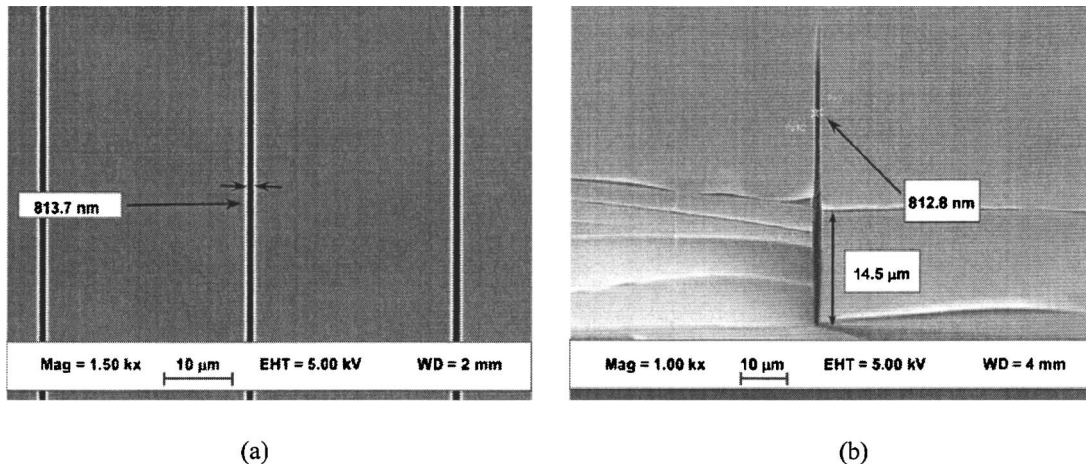 813.7 nm
Mag = 1.50 kx
10 µm
EHT = 5.00 kV
WD = 2 mm
(a)
812.8 nm
14.5 µm
Mag = 1.00 kx
10 µm
EHT = 5.00 kV
WD = 4 mm
(b)